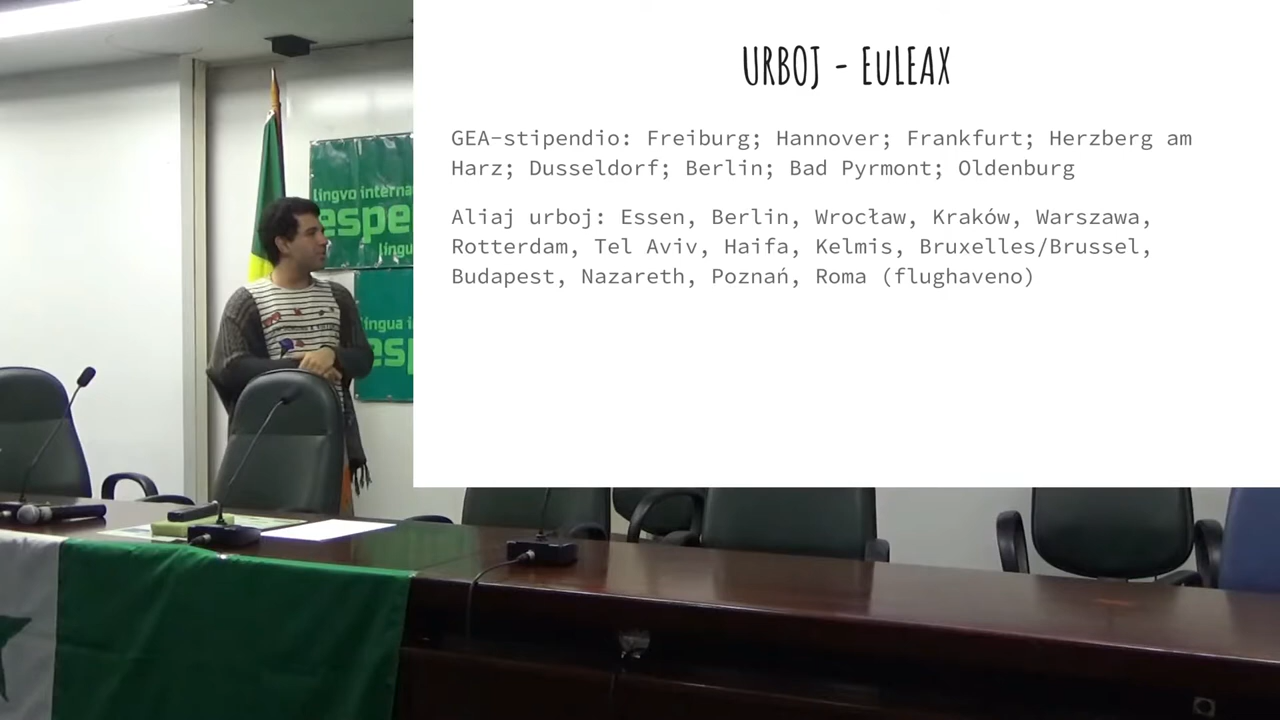 URBOJ - EuLEAX
GEA-stipendio: Freiburg; Hannover; Frankfurt; Herzberg am
Harz; Dusseldorf; Berlin; Bad Pyrmont; Oldenburg
Aliaj urboj: Essen, Berlin, Wrocław, Kraków, Warszawa,
Rotterdam, Tel Aviv, Haifa, Kelmis, Bruxelles/Brussel,
Budapest, Nazareth, Poznań, Roma (flughaveno)
lingvo interna
espe
língu
língua i
esp